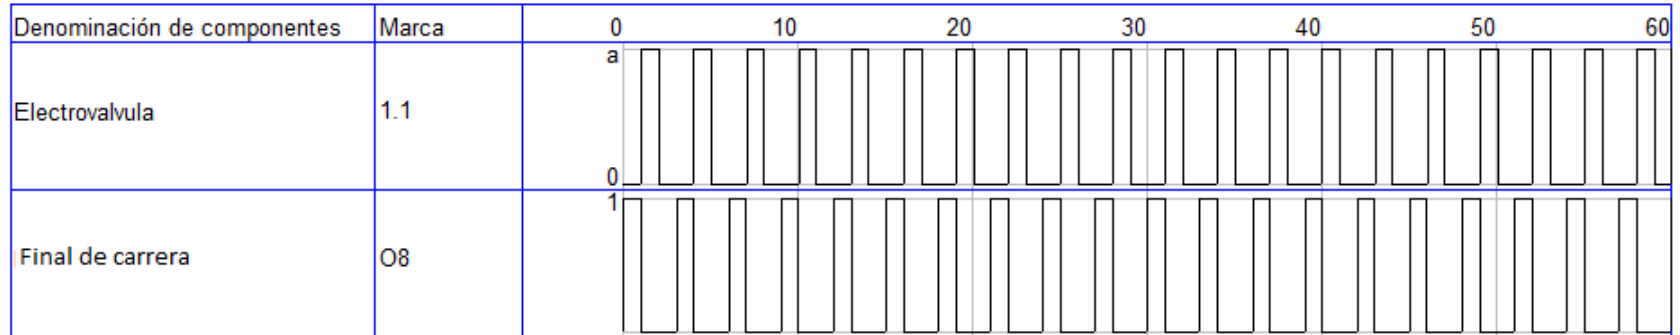 Denominación de componentes Marca 0 10 20 30 40 50 60
a
Electrovalvula 1.1
0
1
Final de carrera O8